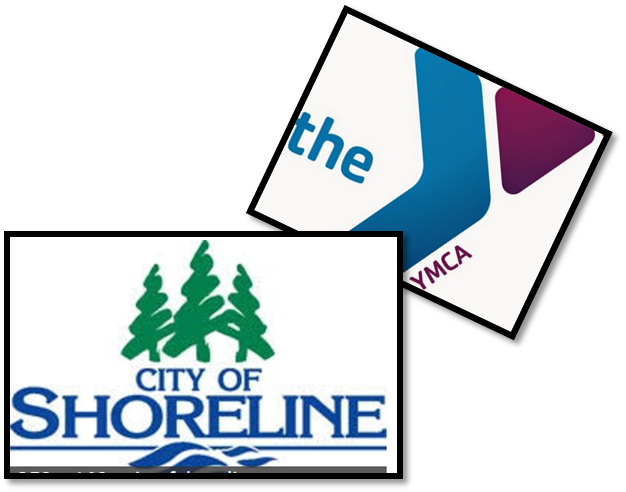 the
YMCA
CITY OF
SHORELINE